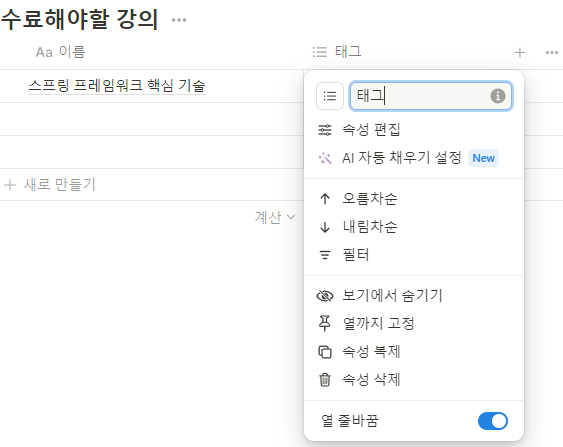 수료해야할 강의 ···
Aa 이름
태그
스프링 프레임워크 핵심 기술
태그
속성 편집
AI 자동 채우기 설정 New
오름차순
내림차순
필터
보기에서 숨기기
열까지 고정
속성 복제
속성 삭제
열 줄바꿈
+ 새로 만들기
계산